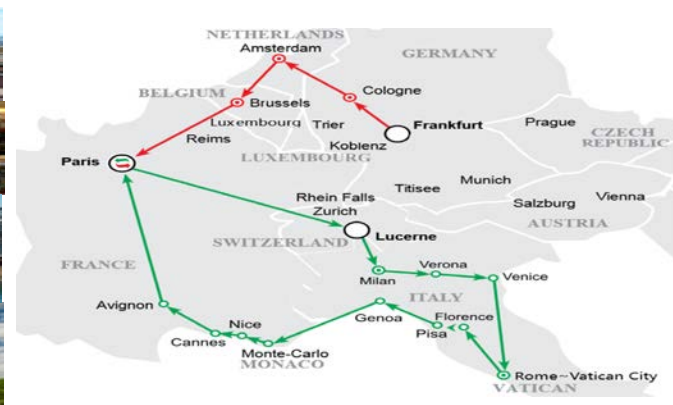 NETHERLANDS
Amsterdam
GERMANY
Cologne
BELGIUM
Brussels
Luxembourg
Trier
Frankfurt
Prague
Reims
Koblenz
CZECH
REPUBLIC
Paris
LUXEMBOURG
Titisee
Munich
Rhein Falls
Zurich
Salzburg
Vienna
AUSTRIA
Lucerne
SWITZERLAND
FRANCE
Milan
Verona
Venice
ITALY
Avignon
Genoa
Florence
Pisa
Nice
Cannes
Monte-Carlo
MONACO
Rome~Vatican City
VATICAN